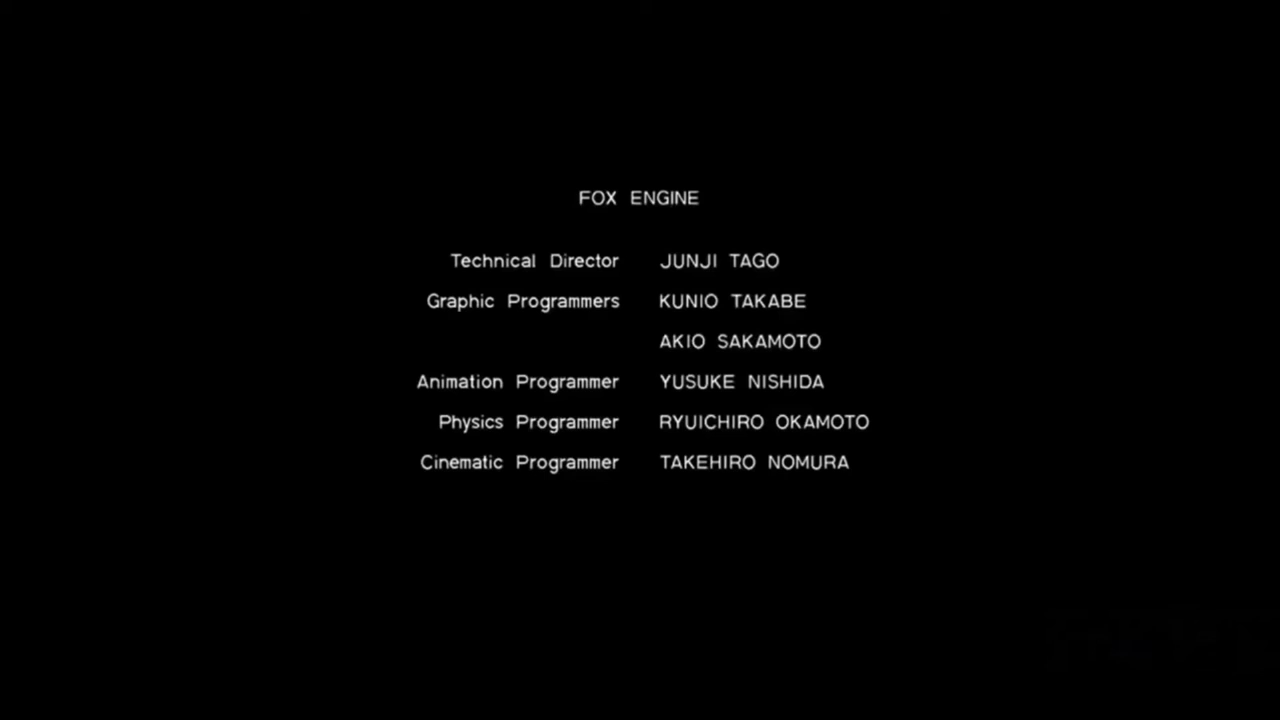 FOX ENGINE
Technical Director JUNJI TAGO
Graphic Programmers KUNIO TAKABE
AKIO SAKAMOTO
Animation Programmer YUSUKE NISHIDA
Physics Programmer RYUICHIRO OKAMOTO
Cinematic Programmer TAKEHIRO NOMURA